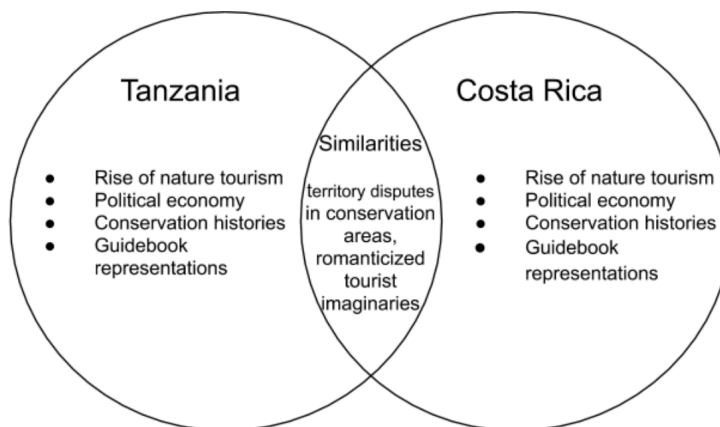 Tanzania
● Rise of nature tourism
● Political economy
● Conservation histories
● Guidebook
representations
Similarities
territory disputes
in conservation
areas,
romanticized
tourist
imaginaries
Costa Rica
● Rise of nature tourism
● Political economy
● Conservation histories
● Guidebook
representations